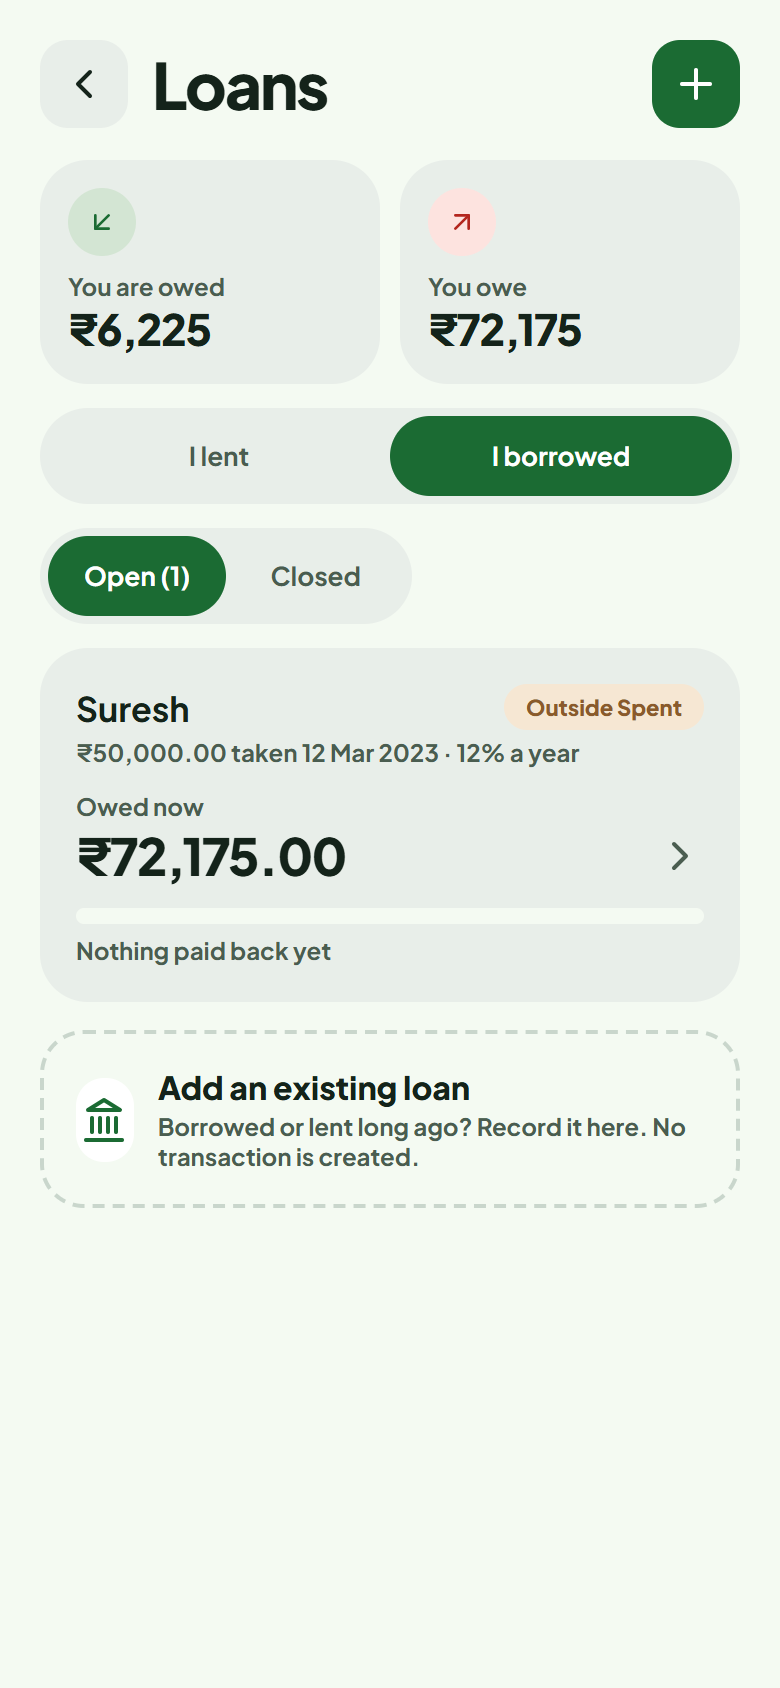 Loans
You are owed
₹6,225
You owe
₹72,175
I lent
I borrowed
Open (1)
Closed
Suresh
Outside Spent
₹50,000.00 taken 12 Mar 2023 · 12% a year
Owed now
₹72,175.00
Nothing paid back yet
Add an existing loan
Borrowed or lent long ago? Record it here. No
transaction is created.